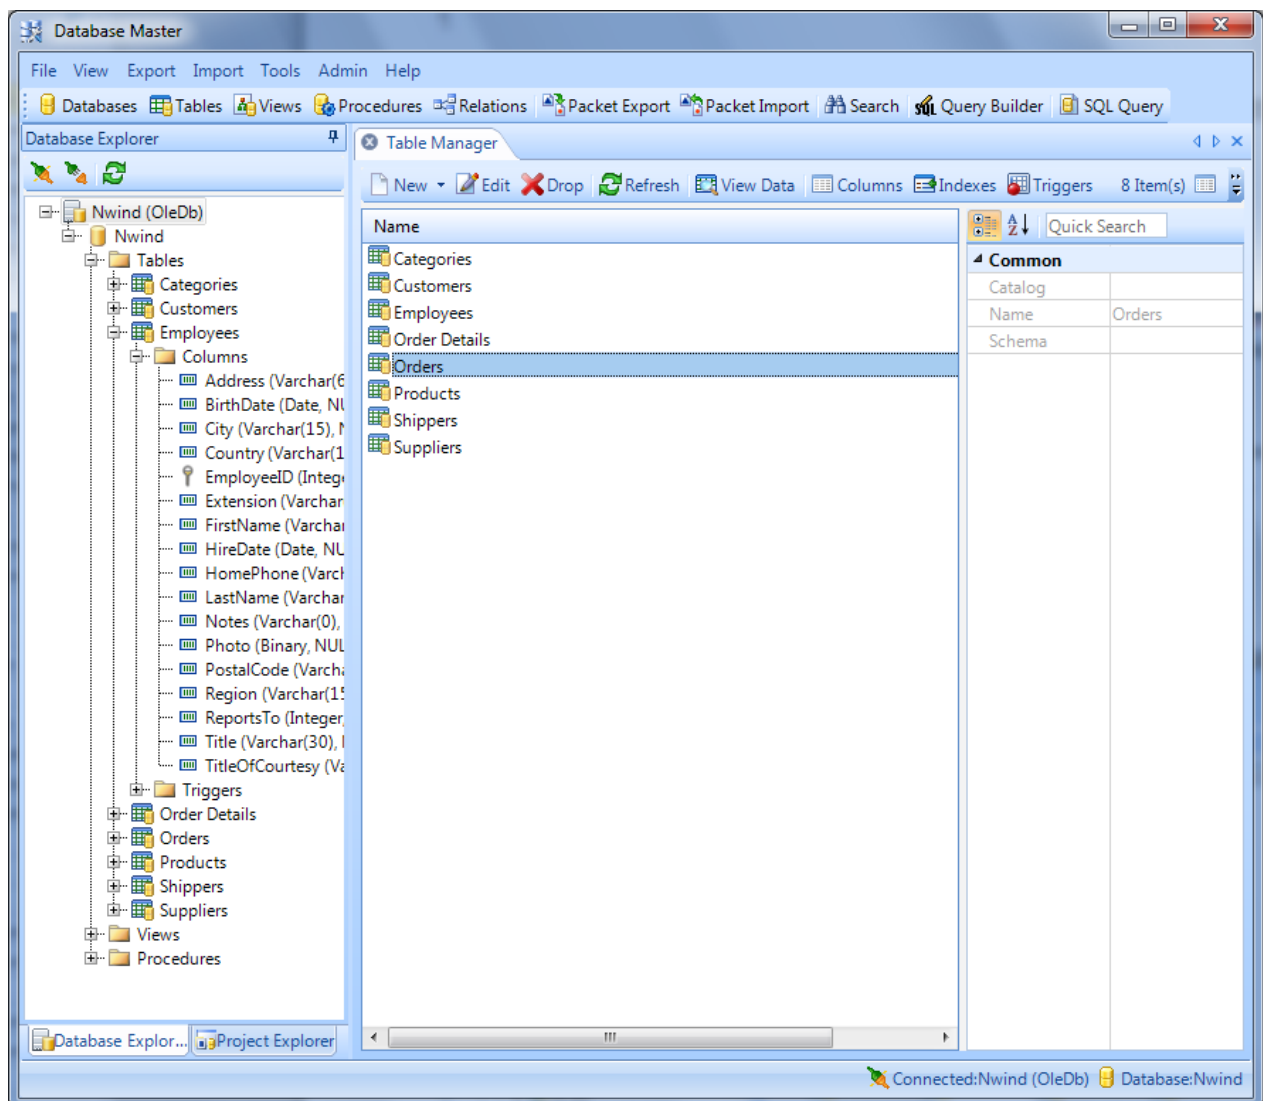 Database Master
File View Export Import Tools Admin Help
Databases Tables Views Procedures Relations Packet Export Packet Import Search Query Builder SQL Query
Database Explorer
Table Manager
New Edit Drop Refresh View Data Columns Indexes Triggers 8 Item(s)
Nwind (OleDb)
Nwind
Tables
Categories
Customers
Employees
Columns
Address (Varchar(6
BirthDate (Date, NU
City (Varchar(15), N
Country (Varchar(1
EmployeeID (Intege
Extension (Varchar
FirstName (Varchar
HireDate (Date, NU
HomePhone (Varch
LastName (Varchar
Notes (Varchar(0),
Photo (Binary, NUL
PostalCode (Varcha
Region (Varchar(15
ReportsTo (Integer,
Title (Varchar(30), N
TitleOfCourtesy (Va
Triggers
Order Details
Orders
Products
Shippers
Suppliers
Views
Procedures
Database Explor... Project Explorer
Name
Categories
Customers
Employees
Order Details
Orders
Products
Shippers
Suppliers
Quick Search
Common
Catalog
Name Orders
Schema
Connected:Nwind (OleDb) Database:Nwind